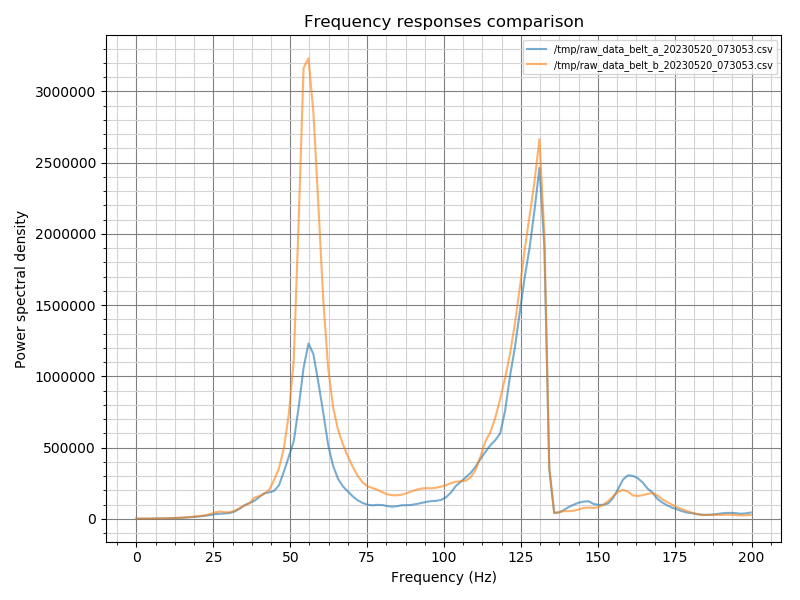 Frequency responses comparison
/tmp/raw_data_belt_a_20230520_073053.csv
/tmp/raw_data_belt_b_20230520_073053.csv
3000000
2500000
2000000
1500000
1000000
500000
0
Power spectral density
0 25 50 75 100 125 150 175 200
Frequency (Hz)